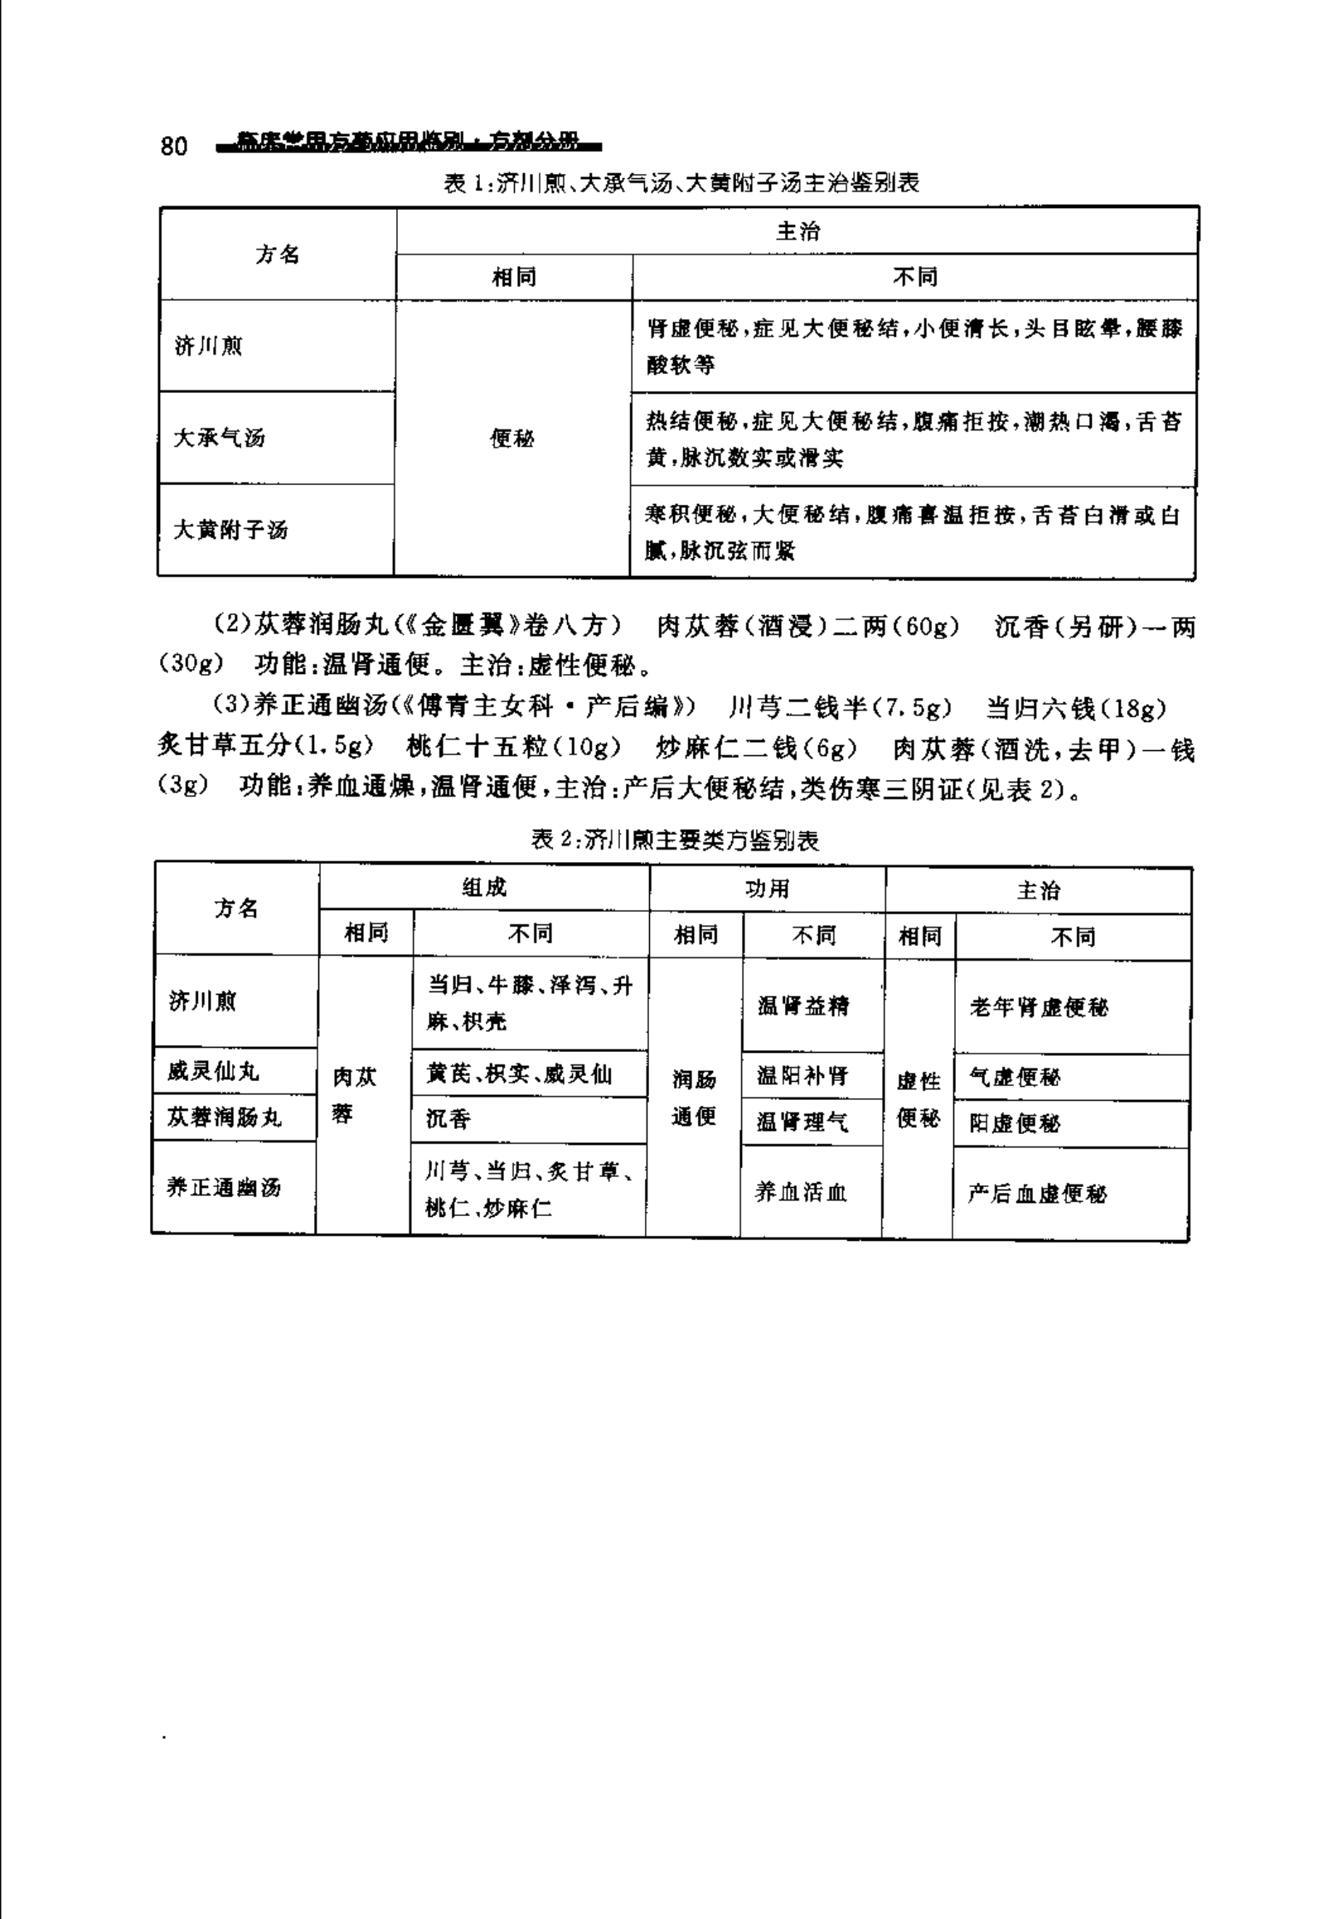 80 临床常用方药应用鉴别·方剂分册
表 1:济川煎、大承气汤、大黄附子汤主治鉴别表
方名
主治
相同
不同
济川煎
便秘
肾虚便秘,症见大便秘结,小便清长,头目眩晕,腰膝
酸软等
大承气汤
热结便秘,症见大便秘结,腹痛拒按,潮热口渴,舌苔
黄,脉沉数实或滑实
大黄附子汤
寒积便秘,大便秘结,腹痛喜温拒按,舌苔白滑或白
腻,脉沉弦而紧
(2)苁蓉润肠丸(《金匮翼》卷八方) 肉苁蓉(酒浸)二两(60g) 沉香(另研)一两
(30g) 功能:温肾通便。主治:虚性便秘。
(3)养正通幽汤(《傅青主女科·产后编》) 川芎二钱半(7.5g) 当归六钱(18g)
炙甘草五分(1.5g) 桃仁十五粒(10g) 炒麻仁二钱(6g) 肉苁蓉(酒洗,去甲)一钱
(3g) 功能:养血通燥,温肾通便,主治:产后大便秘结,类伤寒三阴证(见表 2)。
表 2:济川煎主要类方鉴别表
方名
组成
功用
主治
相同
不同
相同
不同
相同
不同
济川煎
当归、牛膝、泽泻、升
麻、枳壳
温肾益精
老年肾虚便秘
威灵仙丸
肉苁
蓉
黄芪、枳实、威灵仙
润肠
通便
温阳补肾
虚性
便秘
气虚便秘
苁蓉润肠丸
沉香
温肾理气
阳虚便秘
养正通幽汤
川芎、当归、炙甘草、
桃仁、炒麻仁
养血活血
产后血虚便秘